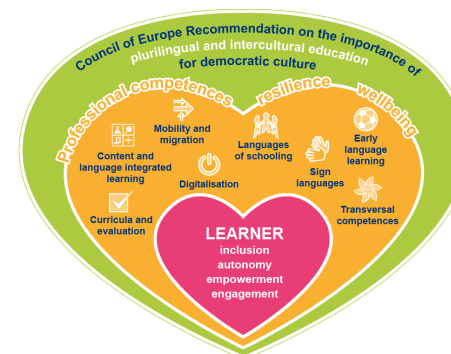 Council of Europe Recommendation on the importance of
plurilingual and intercultural education
for democratic culture
Professional competences
resilience
wellbeing
Mobility and
migration
Languages
of schooling
Early
language
learning
Content and
language integrated
learning
Digitalisation
Sign
languages
Curricula and
evaluation
Transversal
competences
LEARNER
inclusion
autonomy
empowerment
engagement